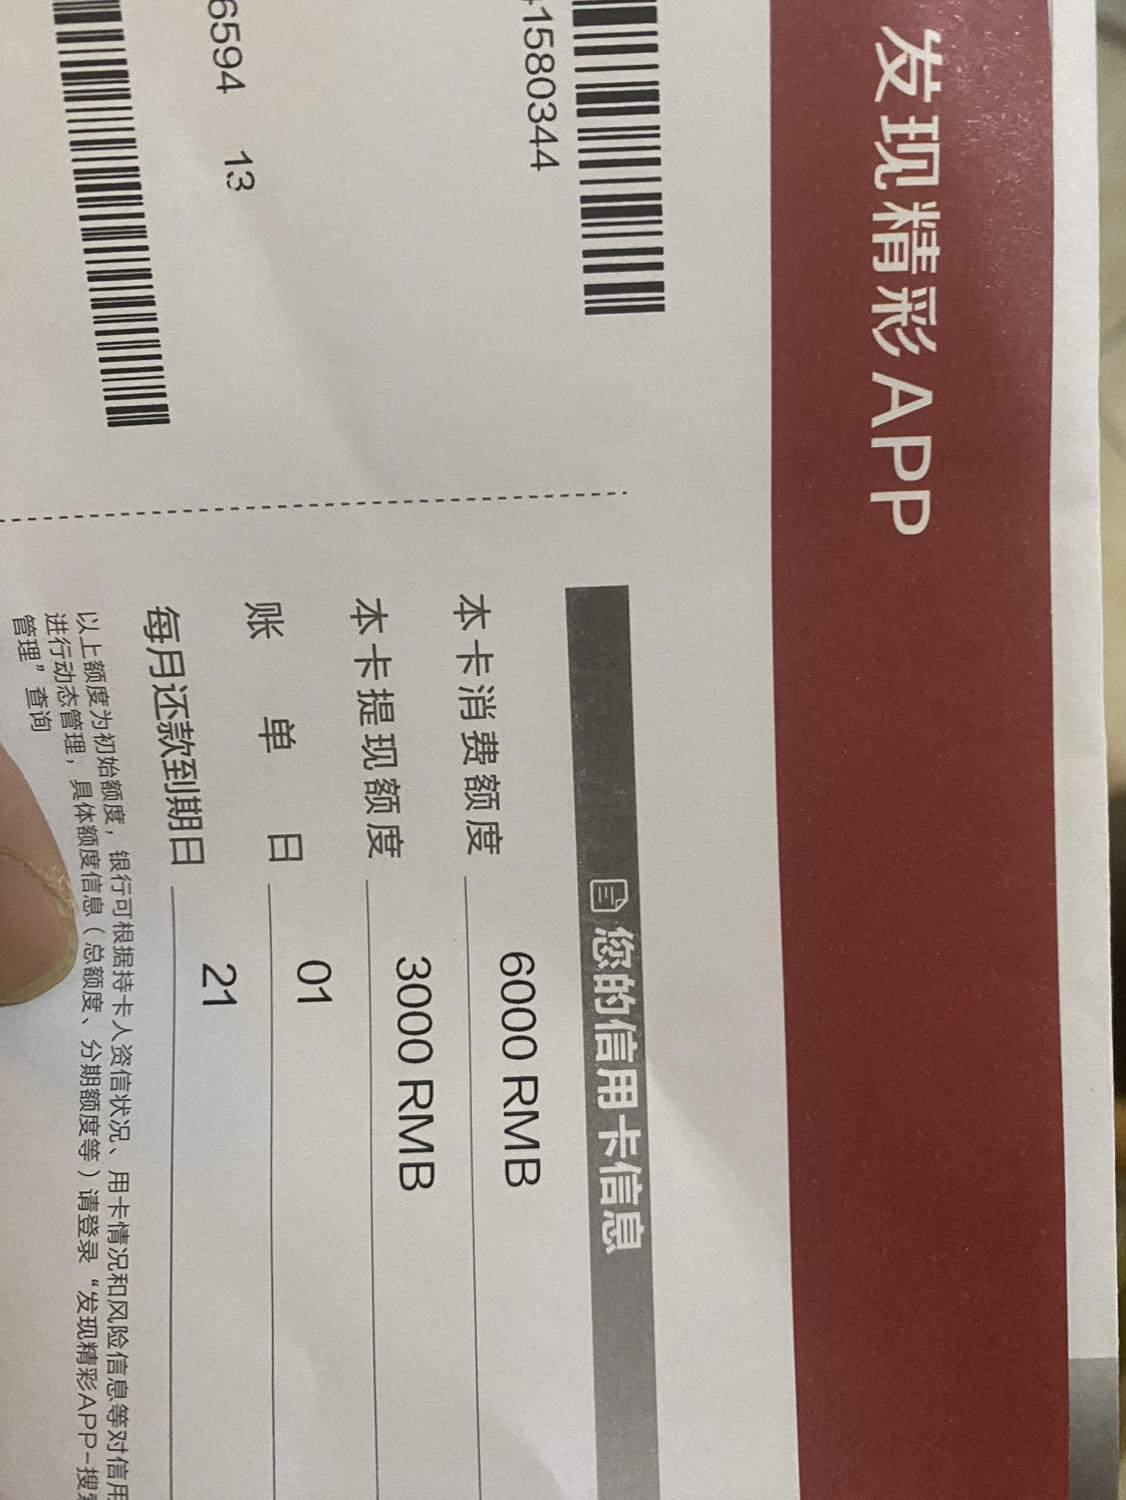 发现精彩APP
1580344
6594 13
您的信用卡信息
本卡消费额度 6000 RMB
本卡提现额度 3000 RMB
账单日 01
每月还款到期日 21
以上额度为初始额度，银行可根据持卡人资信状况、用卡情况和风险信息等对信用
进行动态管理，具体额度信息（总额度、分期额度等）请登录“发现精彩APP-搜索
管理”查询